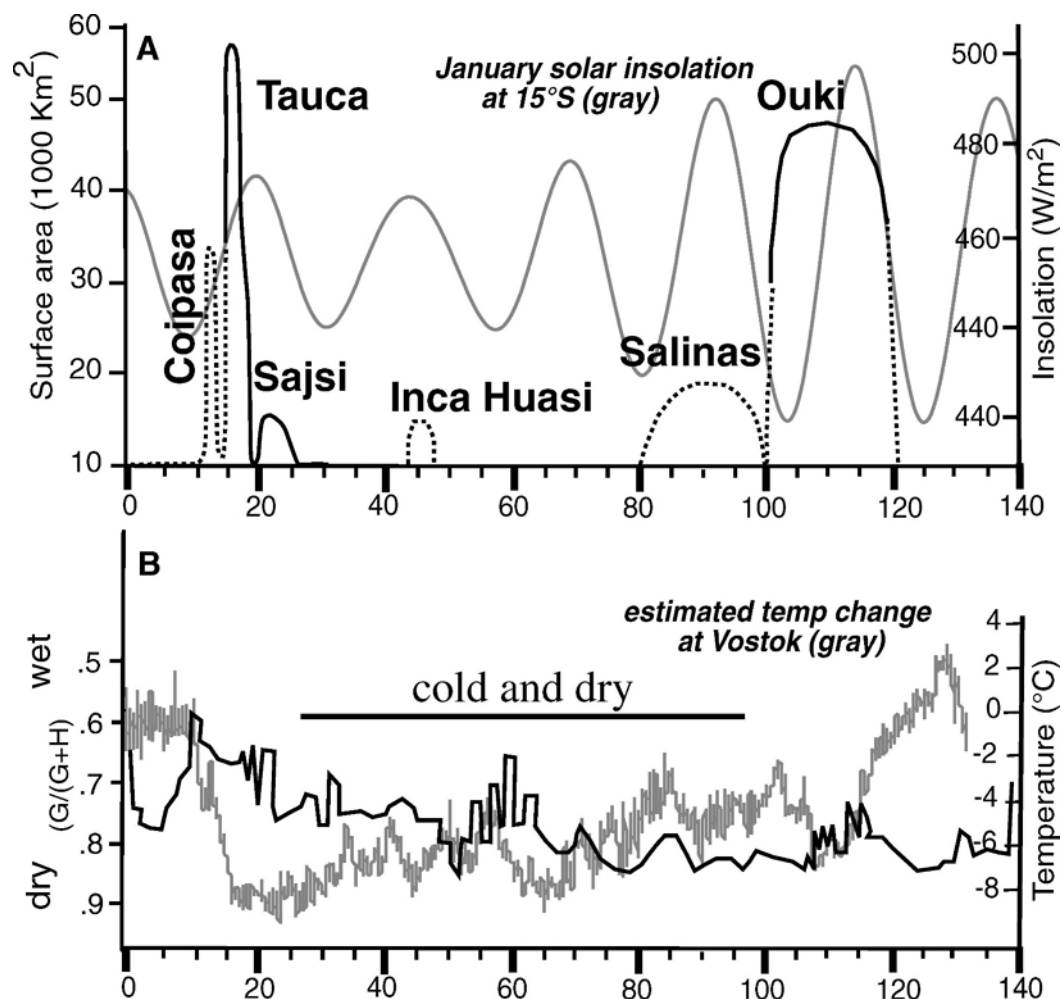 A
January solar insolation
at 15°S (gray)
Surface area (1000 Km²)
60
50
40
30
20
10
Insolation (W/m²)
500
480
460
440
440
Tauca
Ouki
Coipasa
Sajsi
Inca Huasi
Salinas
0 20 40 60 80 100 120 140
B
estimated temp change
at Vostok (gray)
cold and dry
wet
(G/(G+H)
dry
.5
.6
.7
.8
.9
4
2
0
-2
-4
-6
-8
Temperature (°C)
0 20 40 60 80 100 120 140